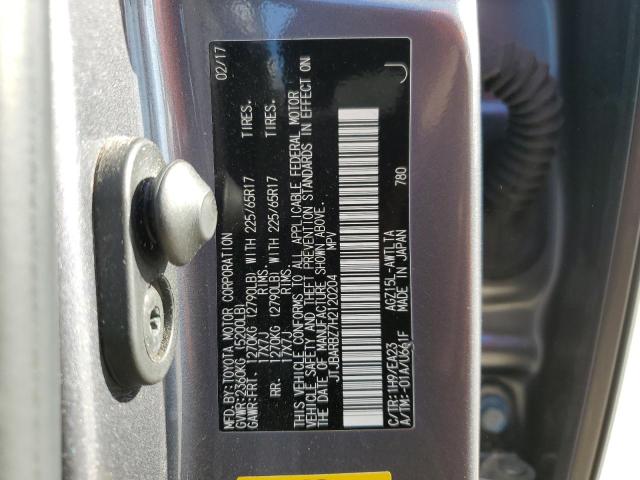 MFD.BY:TOYOTA MOTOR CORPORATION 02/17
GVWR:2360KG (5200LB)
GAWR:FRT. 1270KG (2790LB) WITH 225/65R17 TIRES.
17X7J RIMS.
RR. 1270KG (2790LB) WITH 225/65R17 TIRES.
17X7J RIMS.
THIS VEHICLE CONFORMS TO ALL APPLICABLE FEDERAL MOTOR
VEHICLE SAFETY AND THEFT PREVENTION STANDARDS IN EFFECT ON
THE DATE OF MANUFACTURE SHOWN ABOVE.
JTJBARBZ7H2120204 MPV
J
C/TR:1H9/EA23 AGZ15L-AWTLTA
A/TM:-01A/U661F MADE IN JAPAN 780